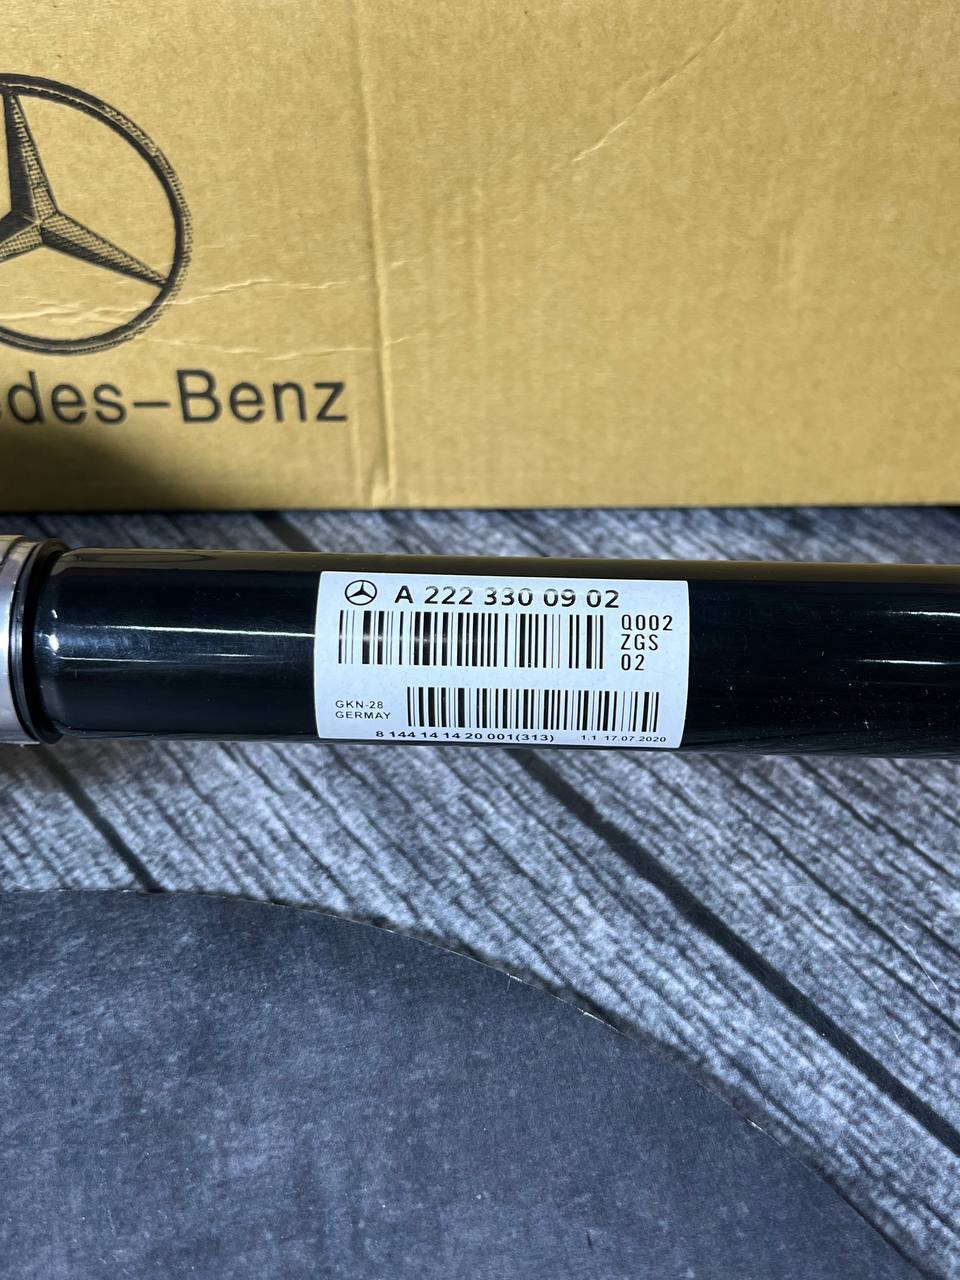 edes-Benz
A 222 330 09 02
Q002
ZGS
02
GKN-28
GERMAY
8 144 14 14 20 001(313) 1.1 17.07.2020